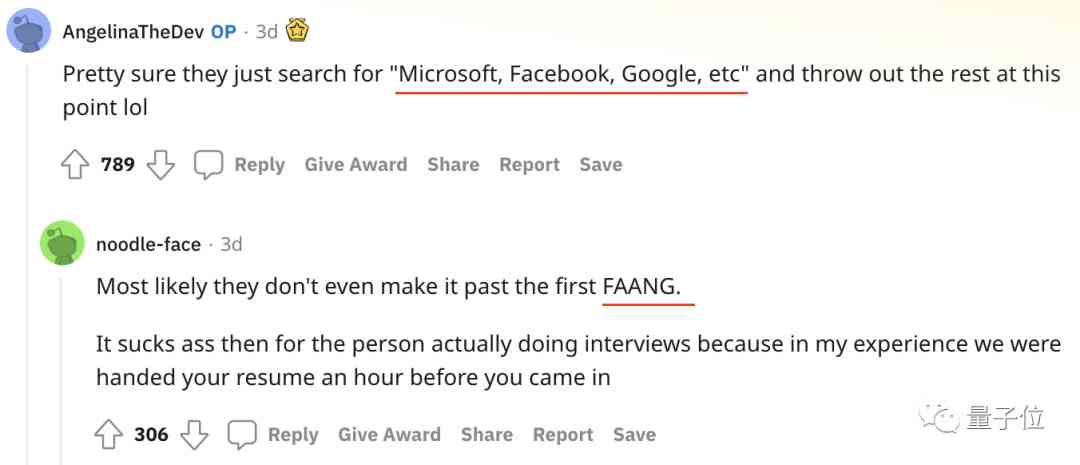 AngelinaTheDev OP · 3d
Pretty sure they just search for "Microsoft, Facebook, Google, etc" and throw out the rest at this
point lol
789 Reply Give Award Share Report Save
noodle-face · 3d
Most likely they don't even make it past the first FAANG.
It sucks ass then for the person actually doing interviews because in my experience we were
handed your resume an hour before you came in
306 Reply Give Award Share Report Save
量子位